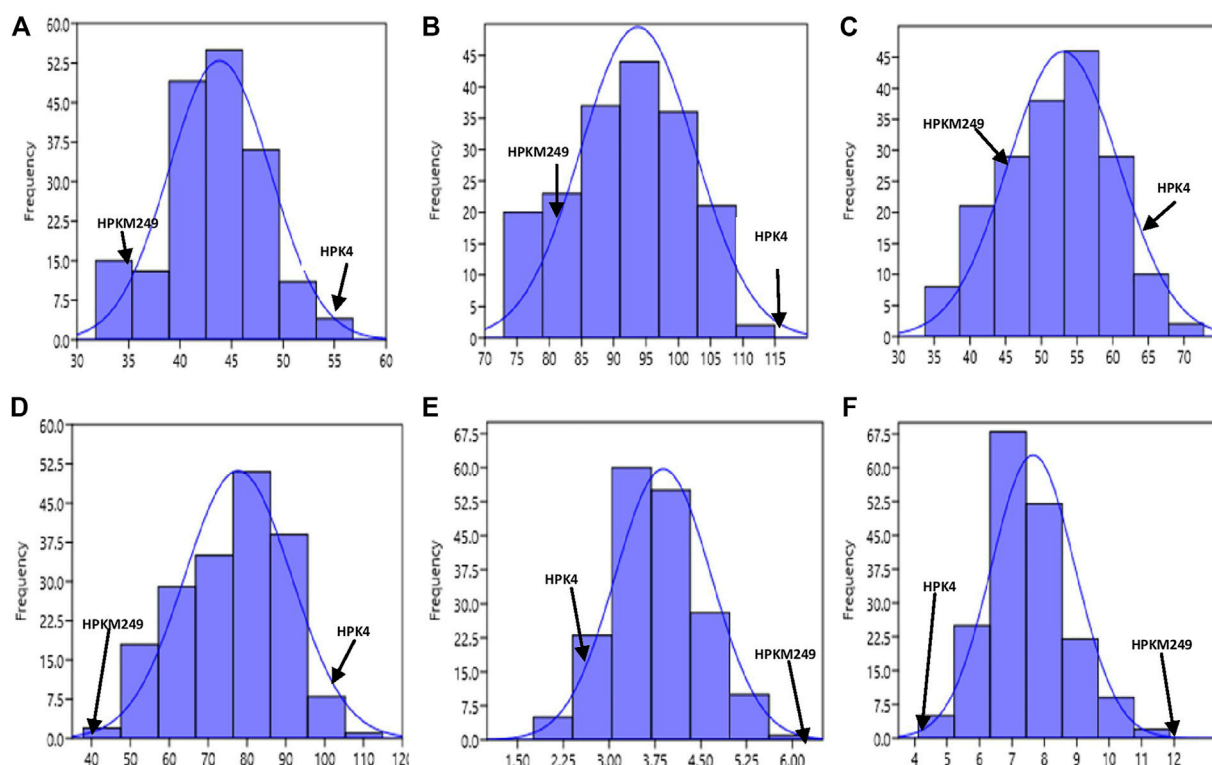 A
60.0
52.5
45.0
37.5
30.0
22.5
15.0
7.5
0.0
Frequency
HPKM249
HPK4
30 35 40 45 50 55 60
B
45
40
35
30
25
20
15
10
5
0
Frequency
HPKM249
HPK4
70 75 80 85 90 95 100 105 110 115
C
45
40
35
30
25
20
15
10
5
0
Frequency
HPKM249
HPK4
30 35 40 45 50 55 60 65 70
D
60.0
52.5
45.0
37.5
30.0
22.5
15.0
7.5
0.0
Frequency
HPKM249
HPK4
40 50 60 70 80 90 100 110 120
E
67.5
60.0
52.5
45.0
37.5
30.0
22.5
15.0
7.5
0.0
Frequency
HPK4
HPKM249
1.50 2.25 3.00 3.75 4.50 5.25 6.00
F
67.5
60.0
52.5
45.0
37.5
30.0
22.5
15.0
7.5
0.0
Frequency
HPK4
HPKM249
4 5 6 7 8 9 10 11 12